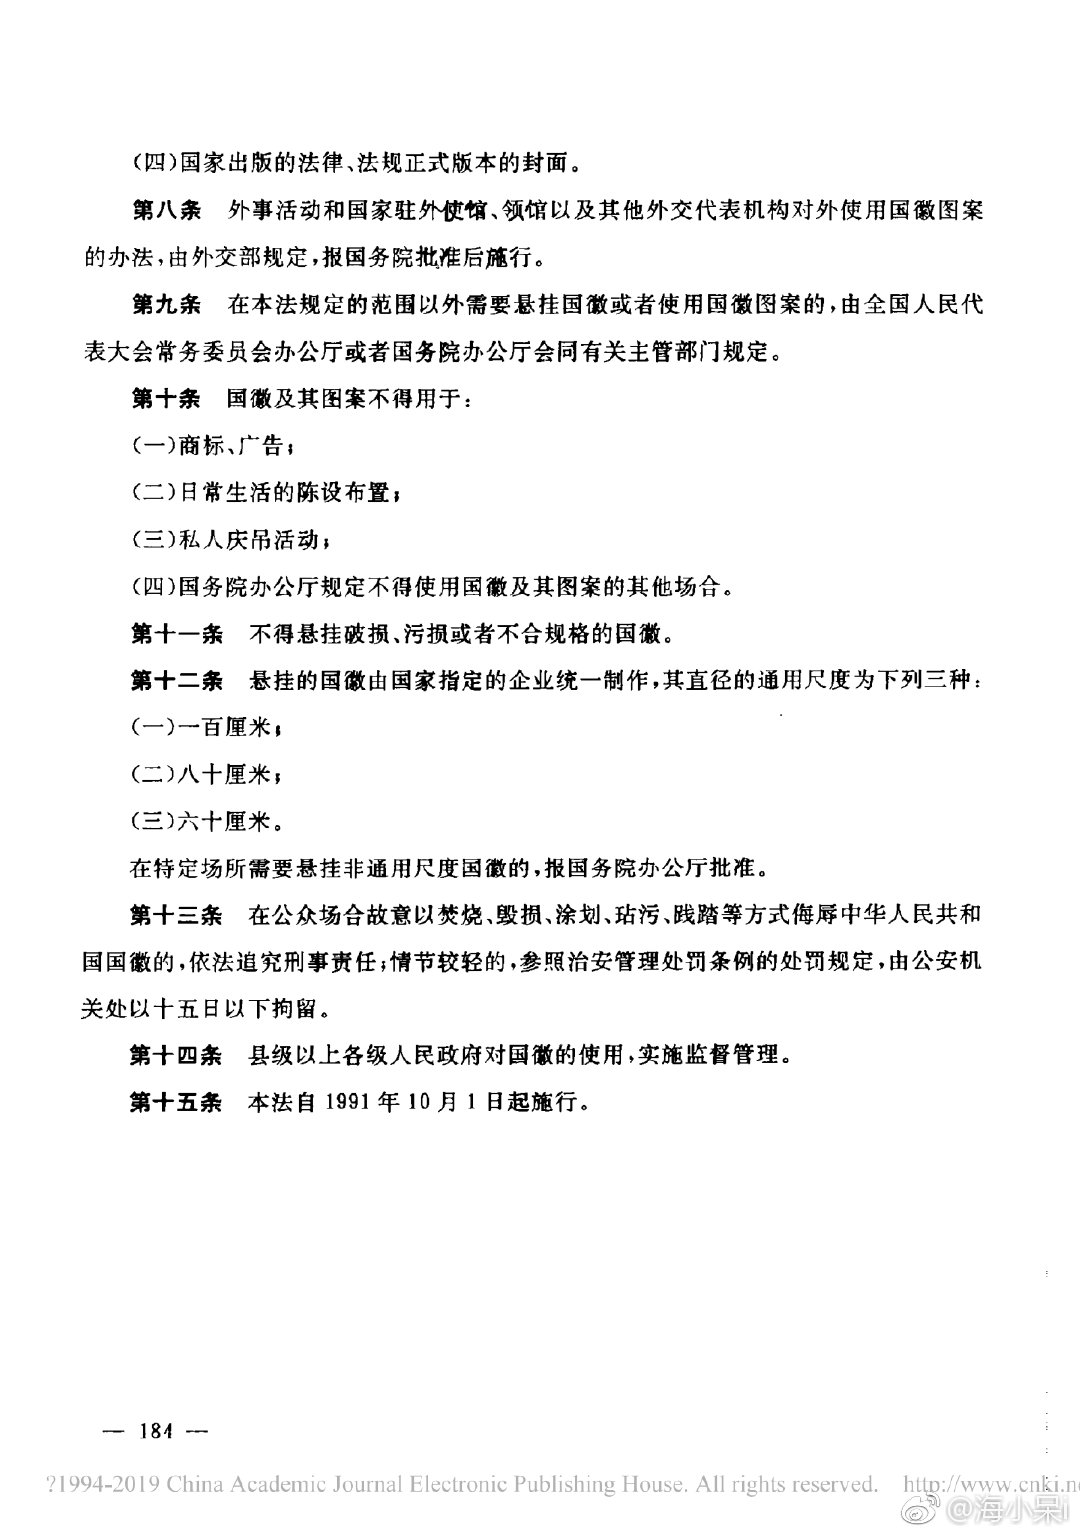 (四)国家出版的法律、法规正式版本的封面。
第八条 外事活动和国家驻外使馆、领馆以及其他外交代表机构对外使用国徽图案
的办法,由外交部规定,报国务院批准后施行。
第九条 在本法规定的范围以外需要悬挂国徽或者使用国徽图案的,由全国人民代
表大会常务委员会办公厅或者国务院办公厅会同有关主管部门规定。
第十条 国徽及其图案不得用于:
(一)商标、广告;
(二)日常生活的陈设布置;
(三)私人庆吊活动;
(四)国务院办公厅规定不得使用国徽及其图案的其他场合。
第十一条 不得悬挂破损、污损或者不合规格的国徽。
第十二条 悬挂的国徽由国家指定的企业统一制作,其直径的通用尺度为下列三种:
(一)一百厘米;
(二)八十厘米;
(三)六十厘米。
在特定场所需要悬挂非通用尺度国徽的,报国务院办公厅批准。
第十三条 在公众场合故意以焚烧、毁损、涂划、玷污、践踏等方式侮辱中华人民共和
国国徽的,依法追究刑事责任;情节较轻的,参照治安管理处罚条例的处罚规定,由公安机
关处以十五日以下拘留。
第十四条 县级以上各级人民政府对国徽的使用,实施监督管理。
第十五条 本法自1991年10月1日起施行。
— 184 —
?1994-2019 China Academic Journal Electronic Publishing House. All rights reserved. http://www.cnki.n
@海小呆i